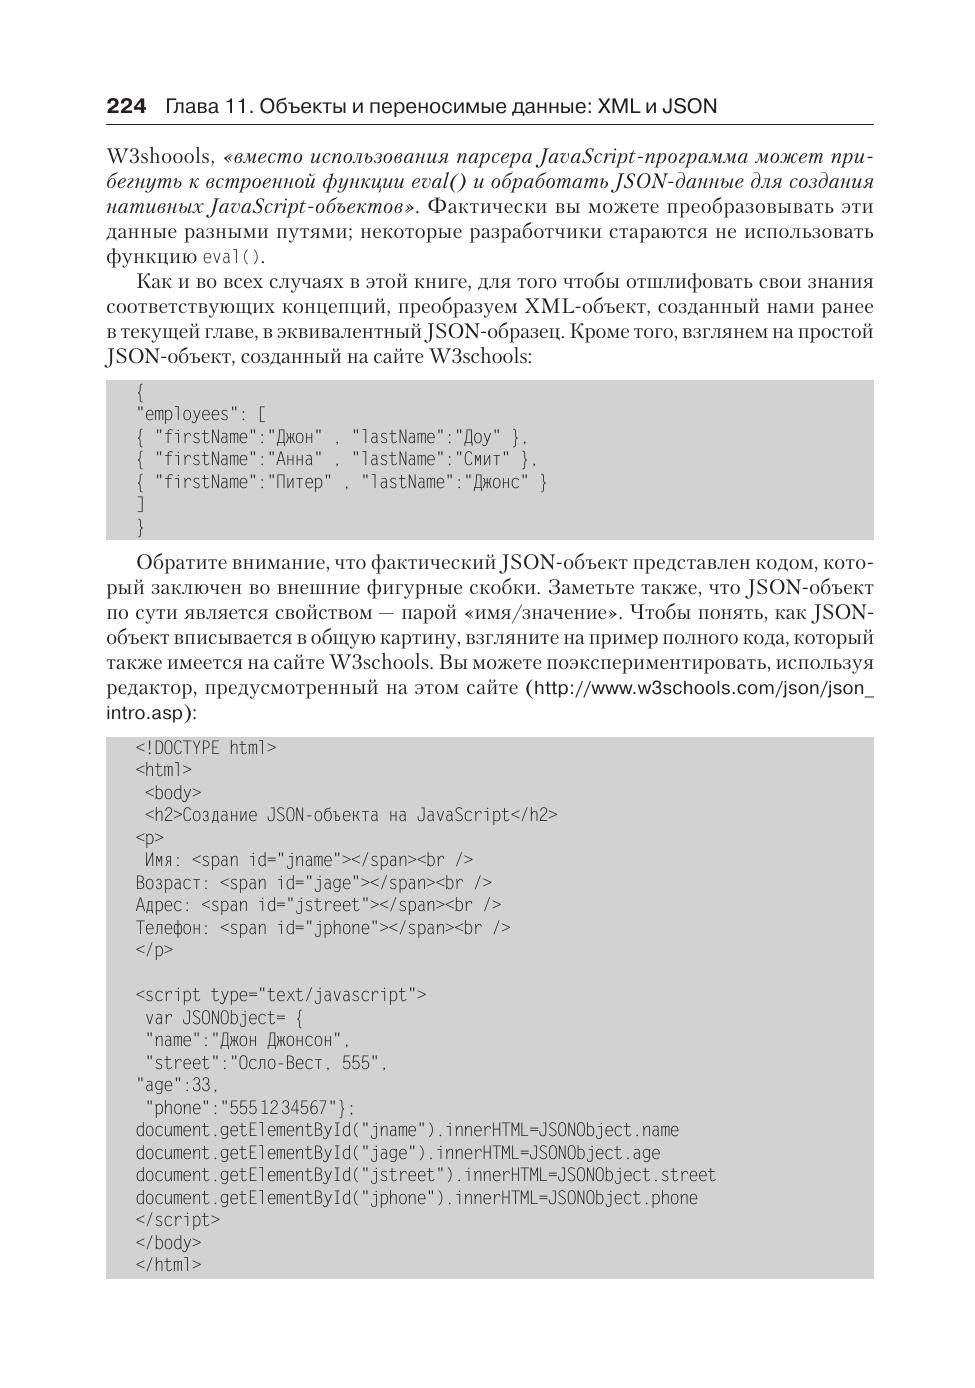 224 Глава 11. Объекты и переносимые данные: XML и JSON
W3shoools, «вместо использования парсера JavaScript-программа может при-
бегнуть к встроенной функции eval() и обработать JSON-данные для создания
нативных JavaScript-объектов». Фактически вы можете преобразовывать эти
данные разными путями; некоторые разработчики стараются не использовать
функцию eval().
Как и во всех случаях в этой книге, для того чтобы отшлифовать свои знания
соответствующих концепций, преобразуем XML-объект, созданный нами ранее
в текущей главе, в эквивалентный JSON-образец. Кроме того, взглянем на простой
JSON-объект, созданный на сайте W3schools:
{
"employees": [
{ "firstName":"Джон" , "lastName":"Доу" },
{ "firstName":"Анна" , "lastName":"Смит" },
{ "firstName":"Питер" , "lastName":"Джонс" }
]
}
Обратите внимание, что фактический JSON-объект представлен кодом, кото-
рый заключен во внешние фигурные скобки. Заметьте также, что JSON-объект
по сути является свойством — парой «имя/значение». Чтобы понять, как JSON-
объект вписывается в общую картину, взгляните на пример полного кода, который
также имеется на сайте W3schools. Вы можете поэкспериментировать, используя
редактор, предусмотренный на этом сайте (http://www.w3schools.com/json/json_
intro.asp):
<!DOCTYPE html>
<html>
<body>
<h2>Создание JSON-объекта на JavaScript</h2>
<p>
Имя: <span id="jname"></span><br />
Возраст: <span id="jage"></span><br />
Адрес: <span id="jstreet"></span><br />
Телефон: <span id="jphone"></span><br />
</p>
<script type="text/javascript">
var JSONObject= {
"name":"Джон Джонсон",
"street":"Осло-Вест, 555",
"age":33,
"phone":"555 1234567"};
document.getElementById("jname").innerHTML=JSONObject.name
document.getElementById("jage").innerHTML=JSONObject.age
document.getElementById("jstreet").innerHTML=JSONObject.street
document.getElementById("jphone").innerHTML=JSONObject.phone
</script>
</body>
</html>